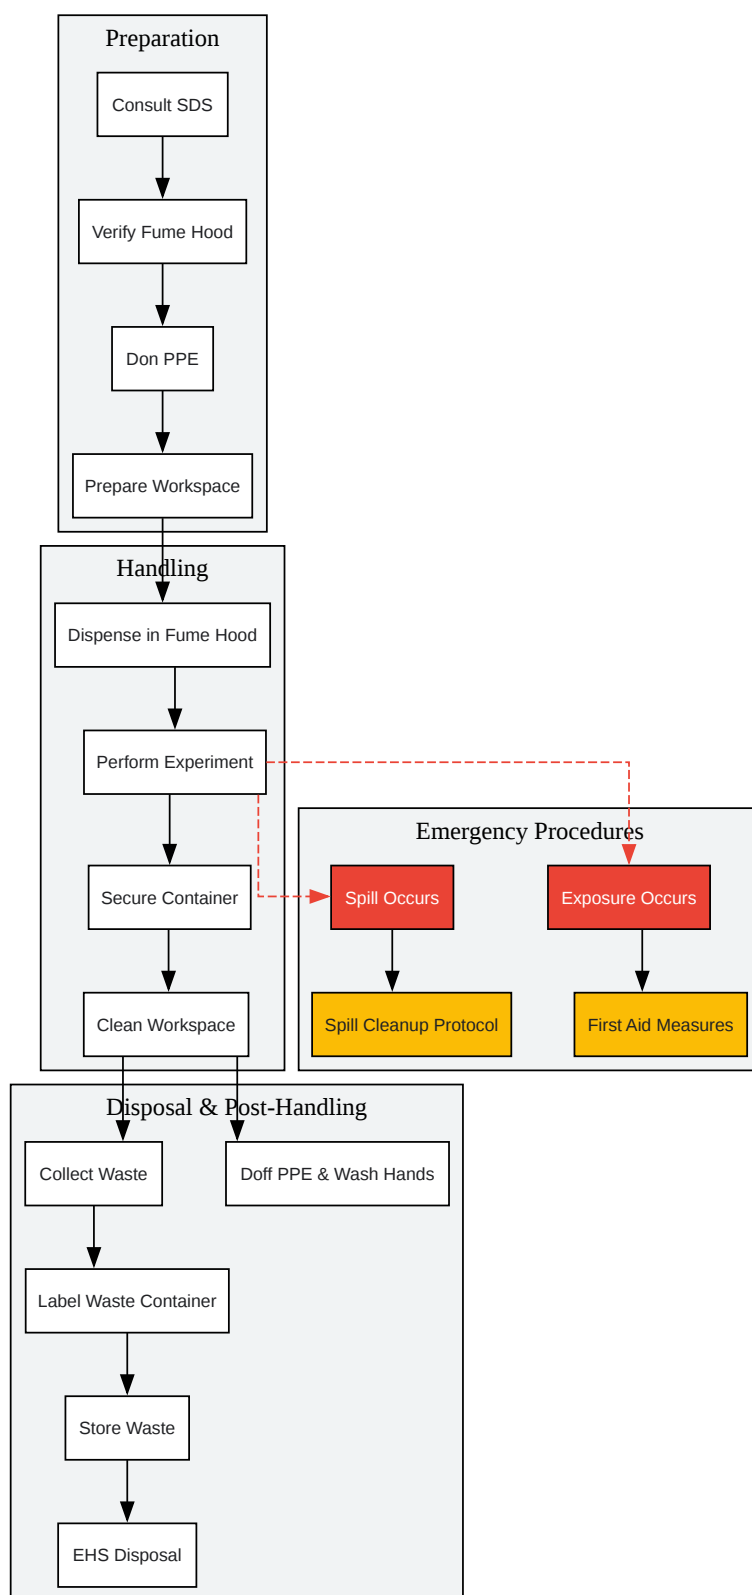 Preparation
Consult SDS
Verify Fume Hood
Don PPE
Prepare Workspace
Handling
Dispense in Fume Hood
Perform Experiment
Secure Container
Clean Workspace
Emergency Procedures
Spill Occurs
Exposure Occurs
Spill Cleanup Protocol
First Aid Measures
Disposal & Post-Handling
Collect Waste
Doff PPE & Wash Hands
Label Waste Container
Store Waste
EHS Disposal